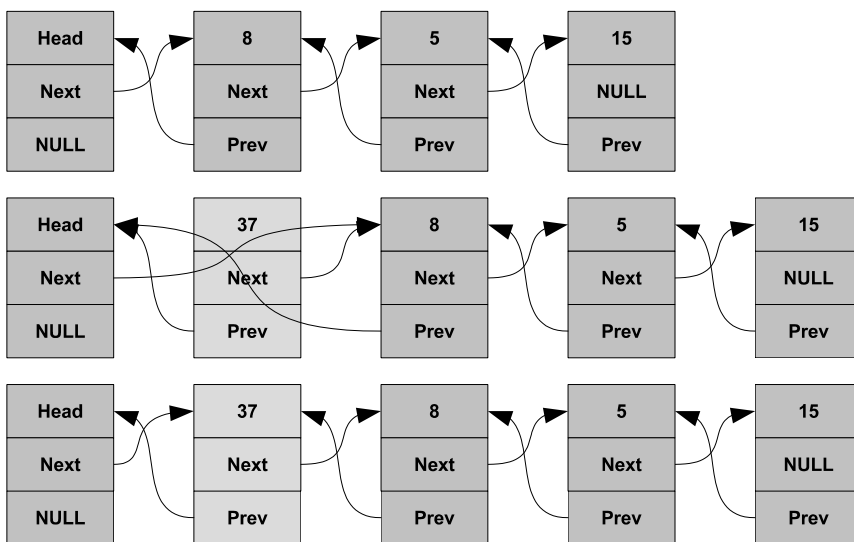 Head 8 5 15
Next Next Next NULL
NULL Prev Prev Prev
Head 37 8 5 15
Next Next Next Next NULL
NULL Prev Prev Prev Prev
Head 37 8 5 15
Next Next Next Next NULL
NULL Prev Prev Prev Prev